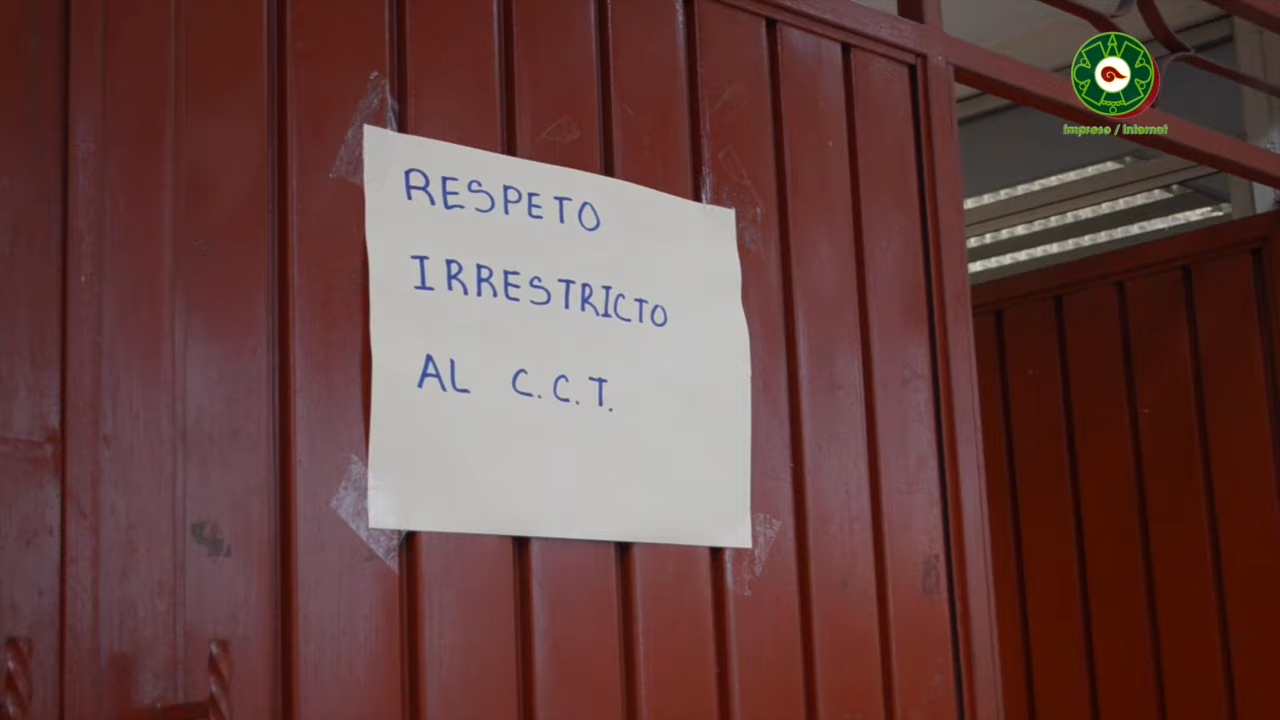 RESPETO
IRRESTRICTO
AL C.C.T.
Impreso / Internet